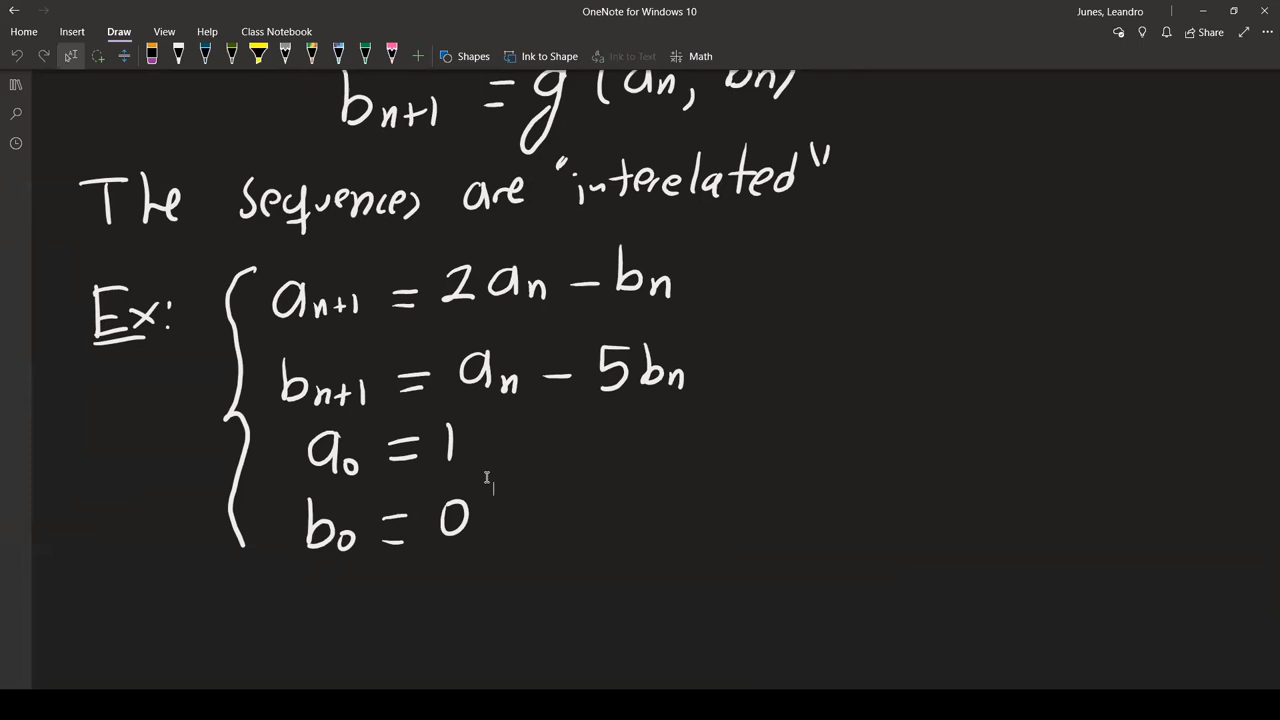 OneNote for Windows 10
Junes, Leandro
Home Insert Draw View Help Class Notebook
Share
Shapes Ink to Shape Ink to Text Math
b_{n+1} = g (a_n, b_n)
The sequences are "interelated"
Ex: a_{n+1} = 2a_n - b_n
b_{n+1} = a_n - 5b_n
a_0 = 1
b_0 = 0